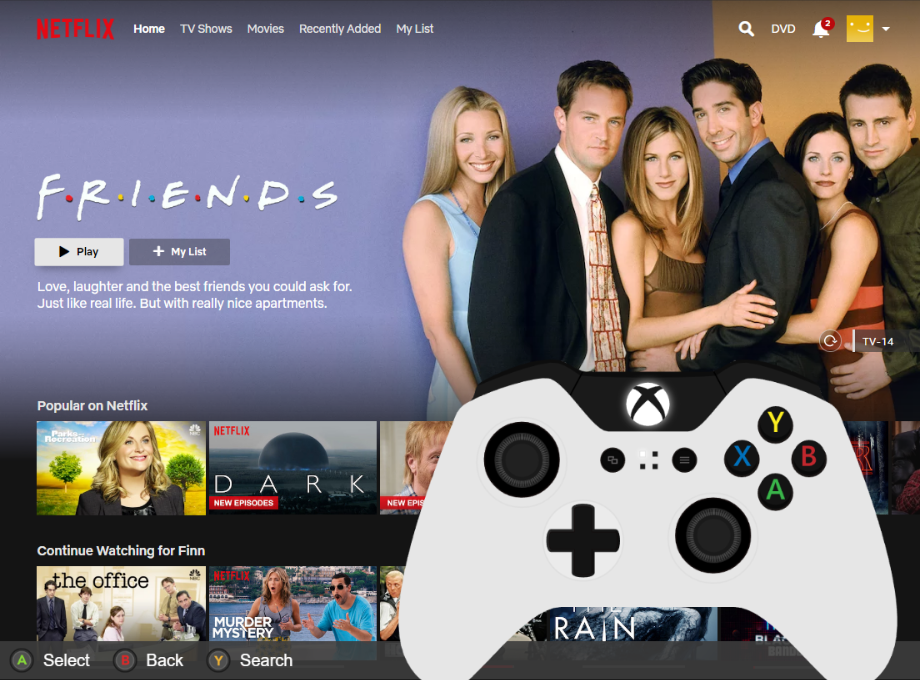 NETFLIX Home TV Shows Movies Recently Added My List DVD 2
F·R·I·E·N·D·S
Play My List
Love, laughter and the best friends you could ask for.
Just like real life. But with really nice apartments.
TV-14
Popular on Netflix
Parks and Recreation NBC
NETFLIX
DARK
NEW EPISODES
Y
X B
A
Continue Watching for Finn
the office NBC
NETFLIX
MURDER
MYSTERY
THE
RAIN
A Select B Back Y Search